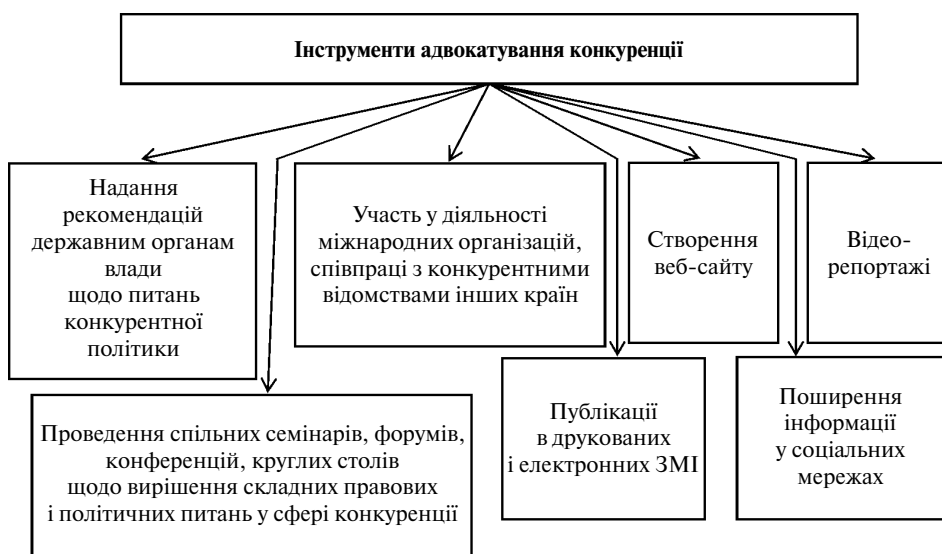 Інструменти адвокатування конкуренції
Надання
рекомендацій
державним органам
влади
щодо питань
конкурентної
політики
Участь у діяльності
міжнародних організацій,
співпраці з конкурентними
відомствами інших країн
Створення
веб-сайту
Відео-
репортажі
Проведення спільних семінарів, форумів,
конференцій, круглих столів
щодо вирішення складних правових
і політичних питань у сфері конкуренції
Публікації
в друкованих
і електронних ЗМІ
Поширення
інформації
у соціальних
мережах